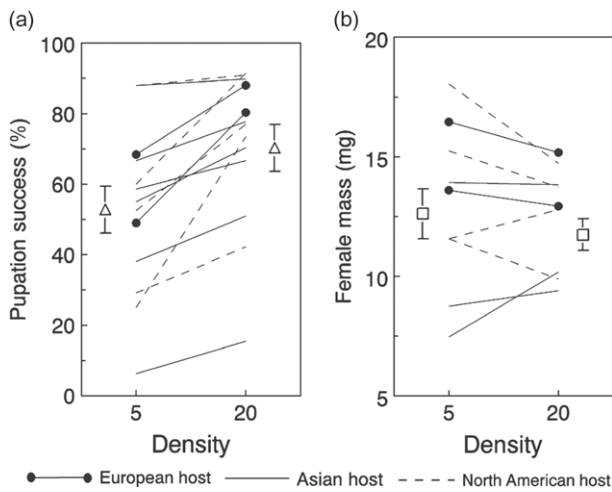 (a)
100
80
60
40
20
0
Pupation success (%)
5
20
Density
(b)
20
15
10
5
Female mass (mg)
5
20
Density
European host
Asian host
North American host